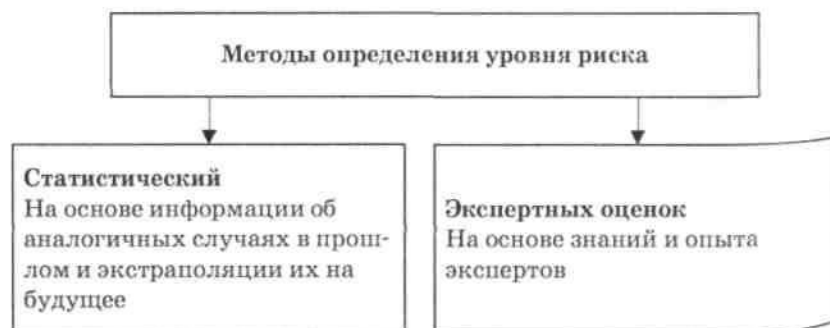 Методы определения уровня риска
Статистический
На основе информации об
аналогичных случаях в прош-
лом и экстраполяции их на
будущее
Экспертных оценок
На основе знаний и опыта
экспертов